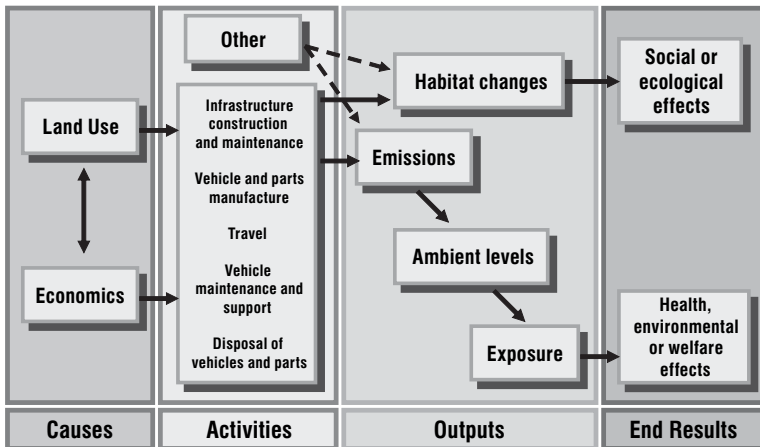 Other
Land Use
Economics
Infrastructure
construction
and maintenance
Vehicle and parts
manufacture
Travel
Vehicle
maintenance and
support
Disposal of
vehicles and parts
Habitat changes
Emissions
Ambient levels
Exposure
Social or
ecological
effects
Health,
environmental
or welfare
effects
Causes
Activities
Outputs
End Results